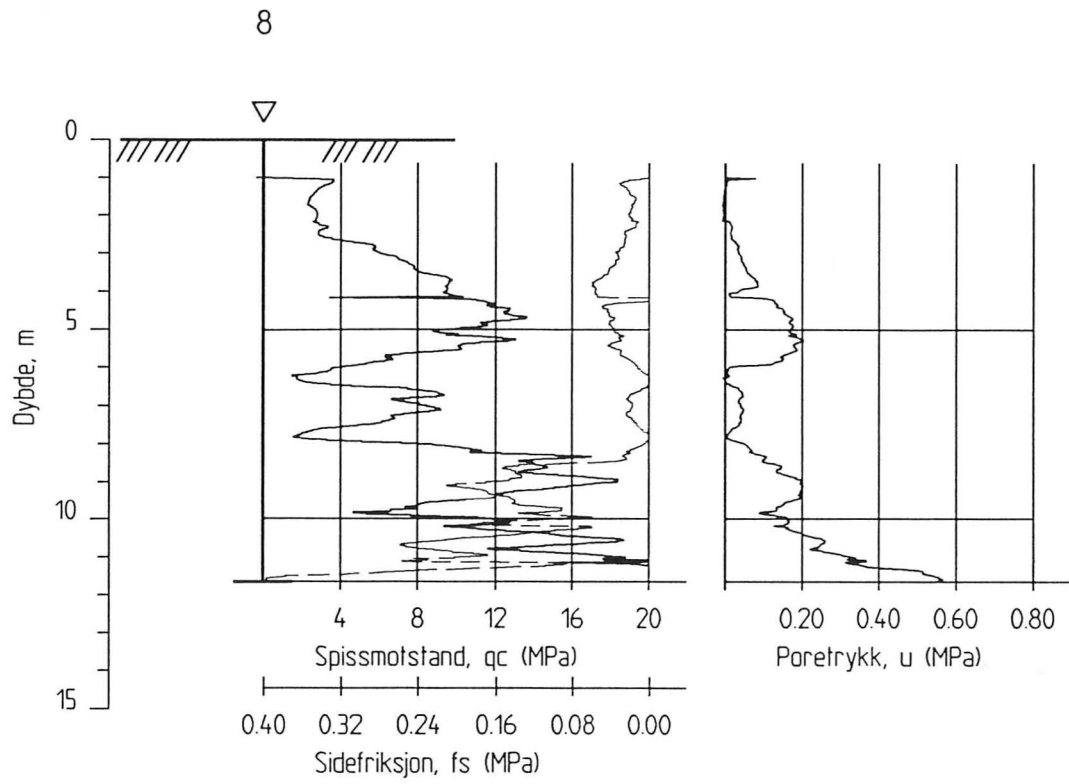 8
0
5
10
15
Dybde, m
4 8 12 16 20
Spissmotstand, qc (MPa)
0.40 0.32 0.24 0.16 0.08 0.00
Sidefriksjon, fs (MPa)
0.20 0.40 0.60 0.80
Poretrykk, u (MPa)